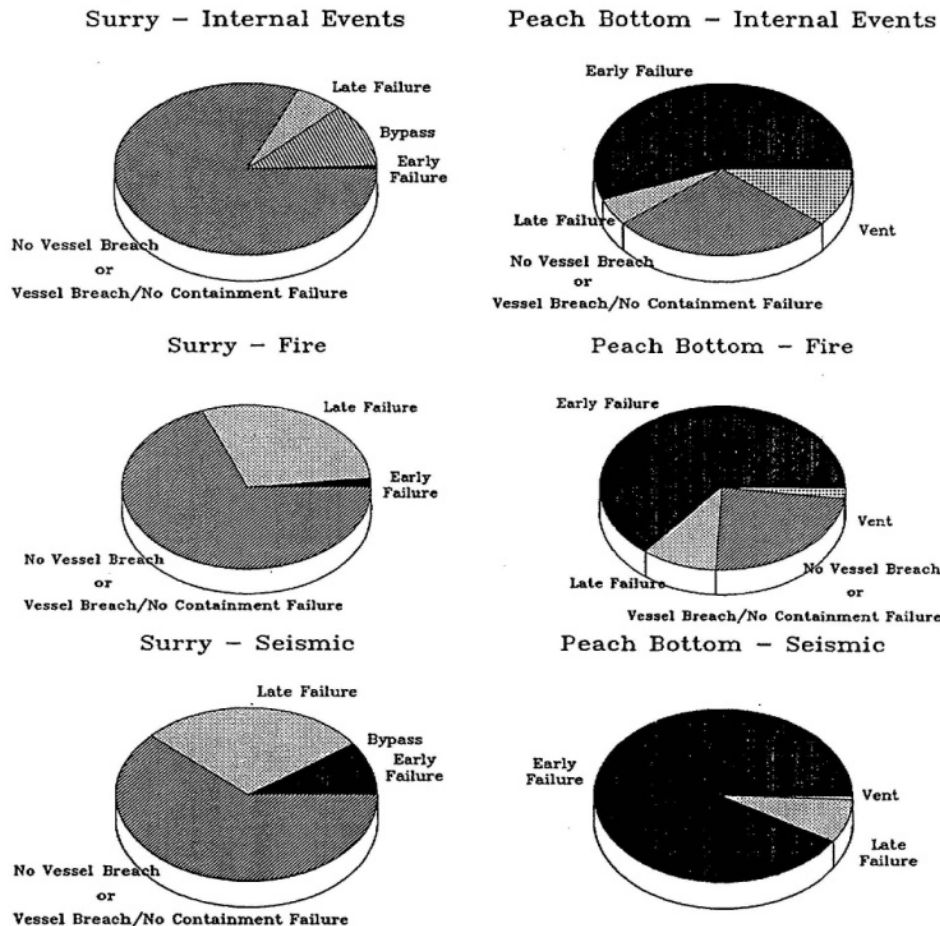 Surry – Internal Events
Late Failure
Bypass
Early
Failure
No Vessel Breach
or
Vessel Breach/No Containment Failure
Peach Bottom – Internal Events
Early Failure
Late Failure
Vent
No Vessel Breach
or
Vessel Breach/No Containment Failure
Surry – Fire
Late Failure
Early
Failure
No Vessel Breach
or
Vessel Breach/No Containment Failure
Peach Bottom – Fire
Early Failure
Vent
Late Failure
No Vessel Breach
or
Vessel Breach/No Containment Failure
Surry – Seismic
Late Failure
Bypass
Early
Failure
No Vessel Breach
or
Vessel Breach/No Containment Failure
Peach Bottom – Seismic
Early
Failure
Vent
Late
Failure